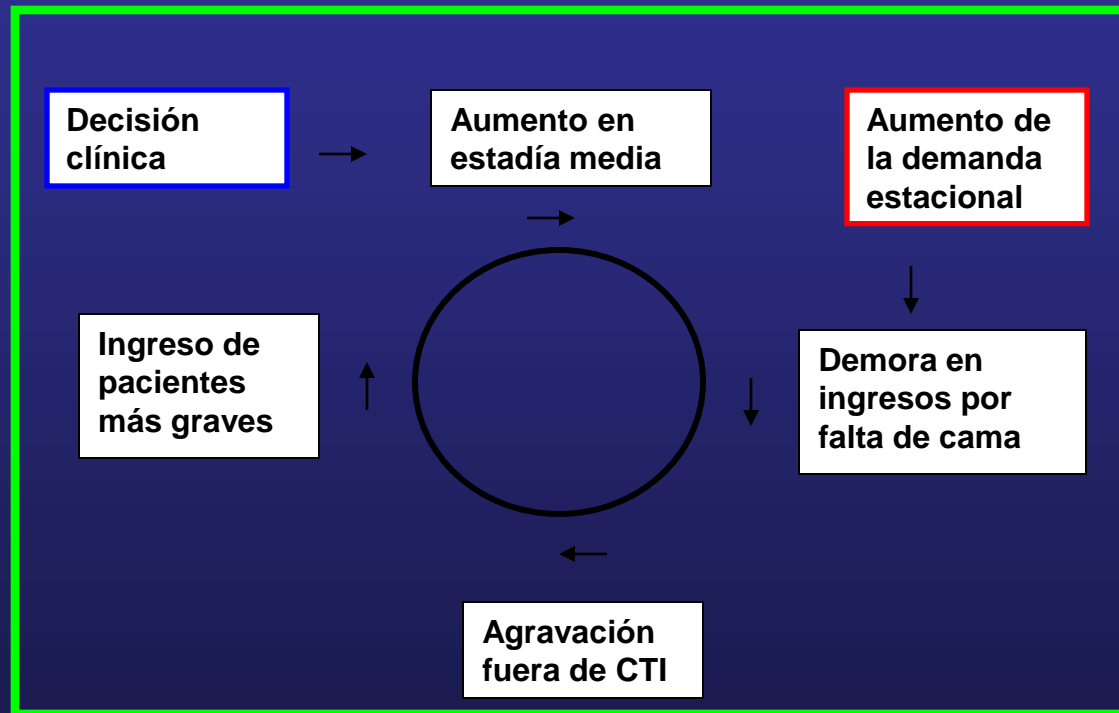 Decisión
clínica
Aumento en
estadía media
Aumento de
la demanda
estacional
Ingreso de
pacientes
más graves
Demora en
ingresos por
falta de cama
Agravación
fuera de CTI